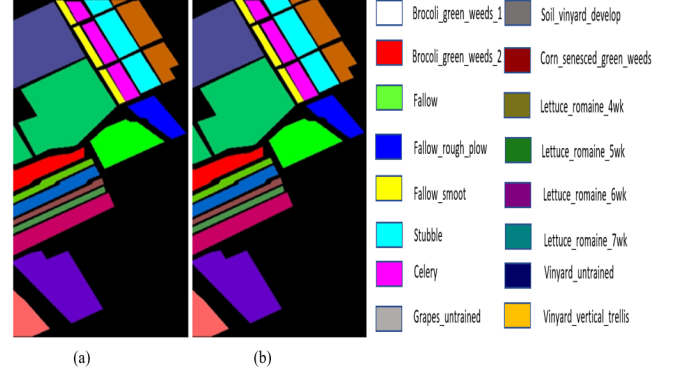 Brocoli_green_weeds_1
Brocoli_green_weeds_2
Fallow
Fallow_rough_plow
Fallow_smoot
Stubble
Celery
Grapes_untrained
Soil_vinyard_develop
Corn_senesced_green_weeds
Lettuce_romaine_4wk
Lettuce_romaine_5wk
Lettuce_romaine_6wk
Lettuce_romaine_7wk
Vinyard_untrained
Vinyard_vertical_trellis
(a)
(b)